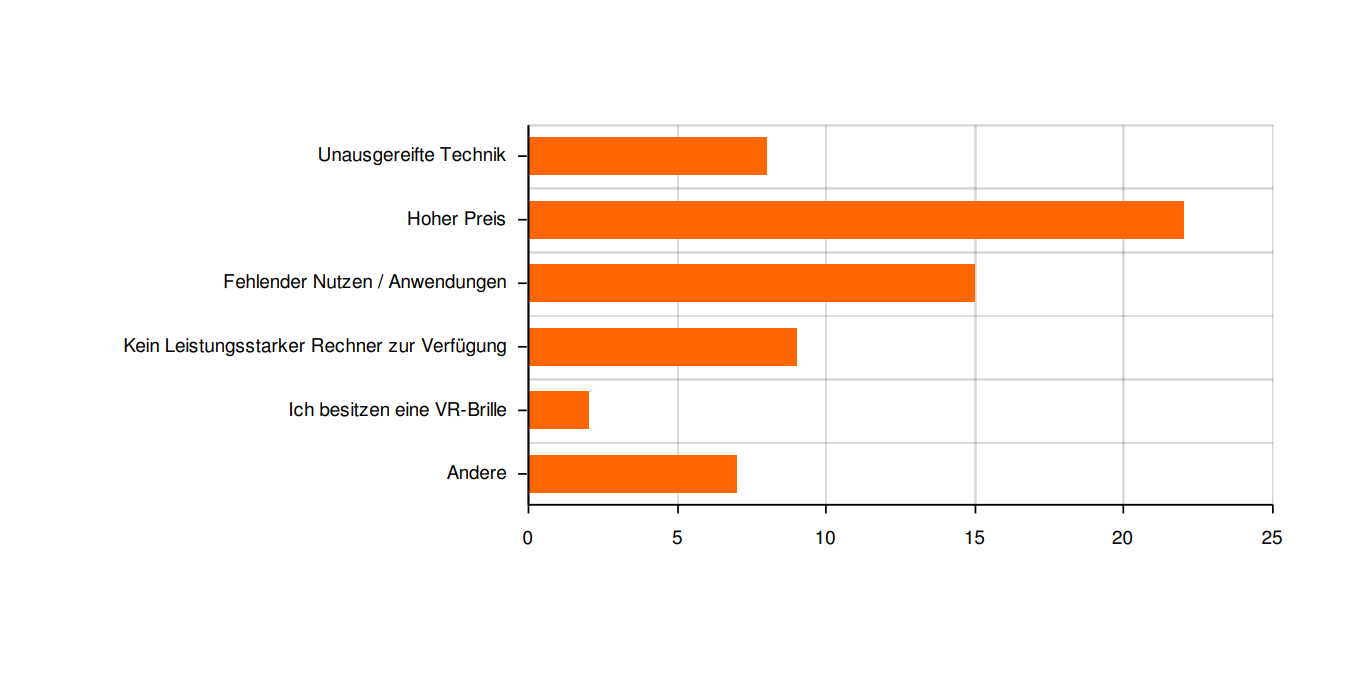 Unausgereifte Technik
Hoher Preis
Fehlender Nutzen / Anwendungen
Kein Leistungsstarker Rechner zur Verfügung
Ich besitzen eine VR-Brille
Andere
0 5 10 15 20 25